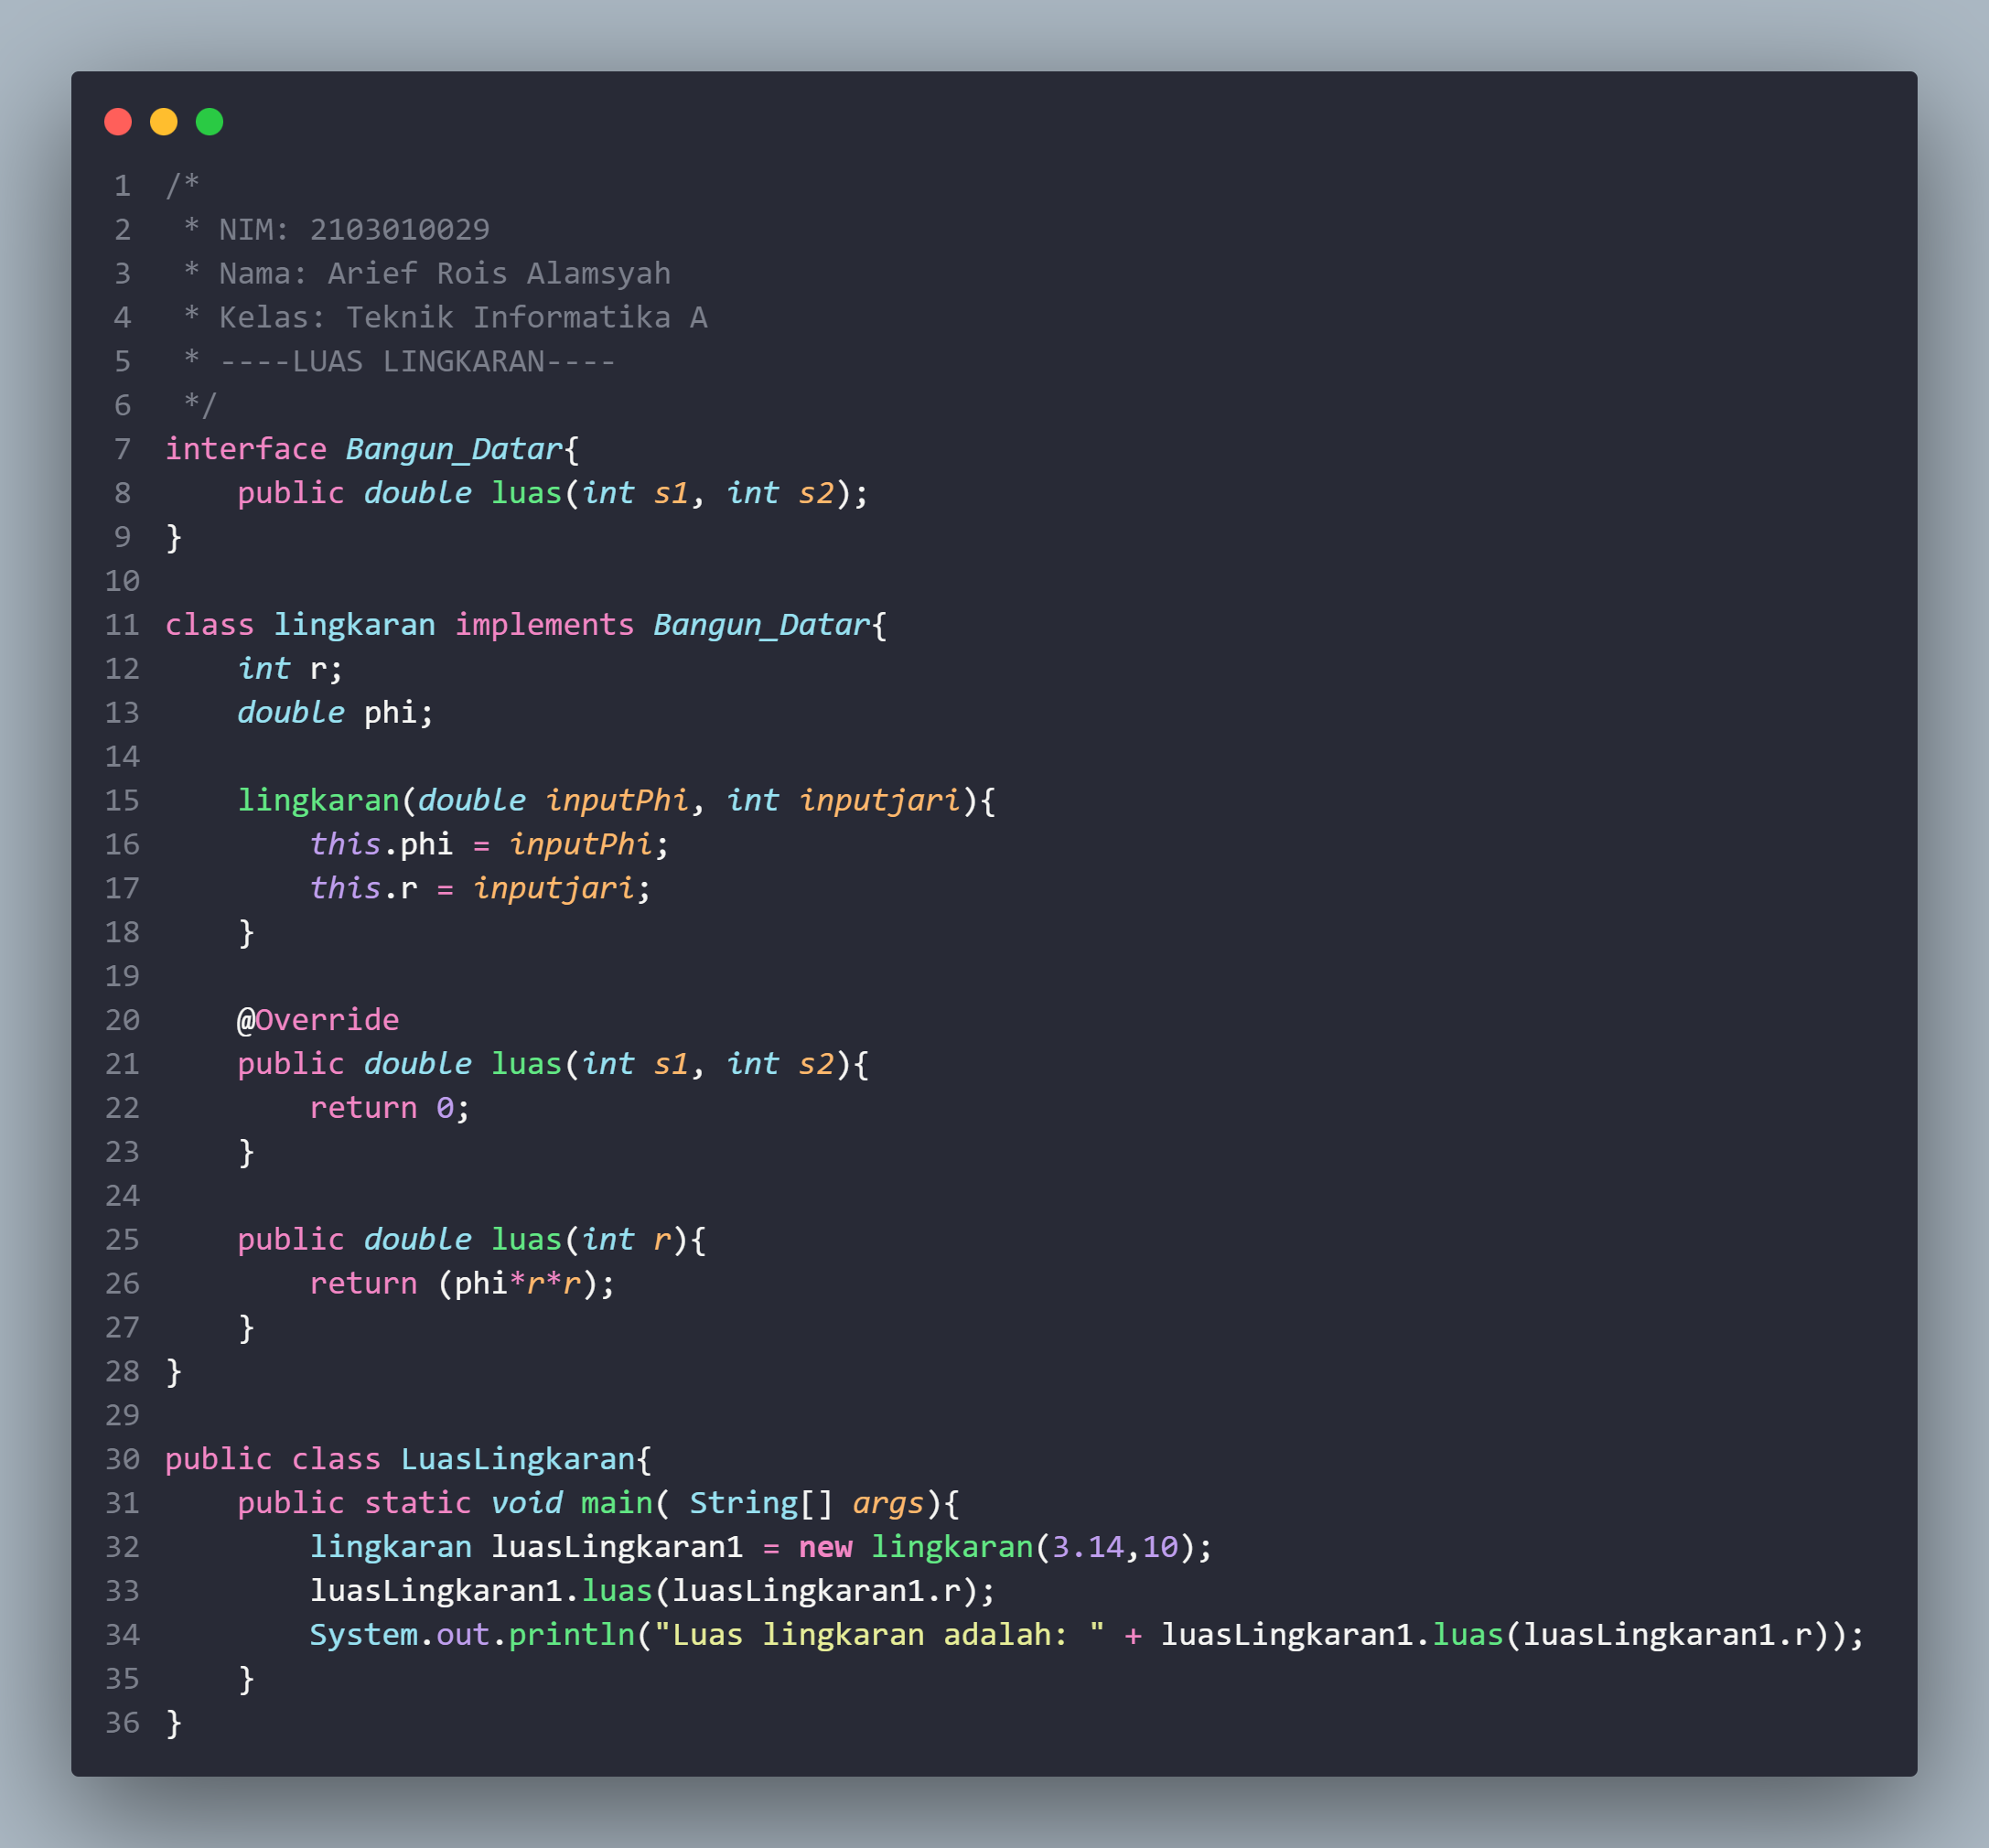 1 /*
2  * NIM: 2103010029
3  * Nama: Arief Rois Alamsyah
4  * Kelas: Teknik Informatika A
5  * ----LUAS LINGKARAN----
6  */
7 interface Bangun_Datar{
8     public double luas(int s1, int s2);
9 }
10
11 class lingkaran implements Bangun_Datar{
12     int r;
13     double phi;
14
15     lingkaran(double inputPhi, int inputjari){
16         this.phi = inputPhi;
17         this.r = inputjari;
18     }
19
20     @Override
21     public double luas(int s1, int s2){
22         return 0;
23     }
24
25     public double luas(int r){
26         return (phi*r*r);
27     }
28 }
29
30 public class LuasLingkaran{
31     public static void main( String[] args){
32         lingkaran luasLingkaran1 = new lingkaran(3.14,10);
33         luasLingkaran1.luas(luasLingkaran1.r);
34         System.out.println("Luas lingkaran adalah: " + luasLingkaran1.luas(luasLingkaran1.r));
35     }
36 }